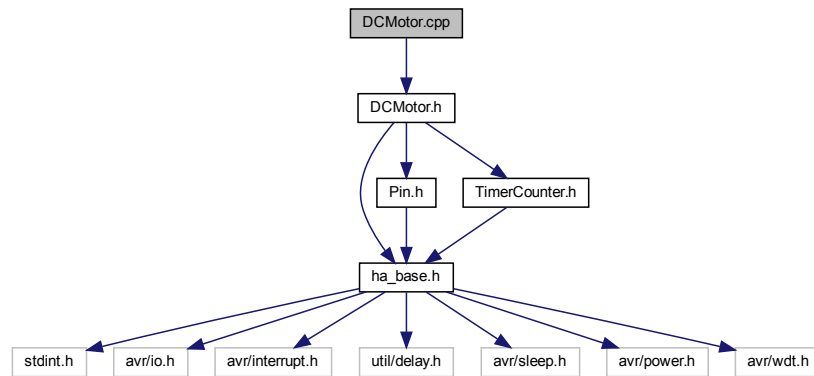 DCMotor.cpp
DCMotor.h
Pin.h
TimerCounter.h
ha_base.h
stdint.h
avr/io.h
avr/interrupt.h
util/delay.h
avr/sleep.h
avr/power.h
avr/wdt.h